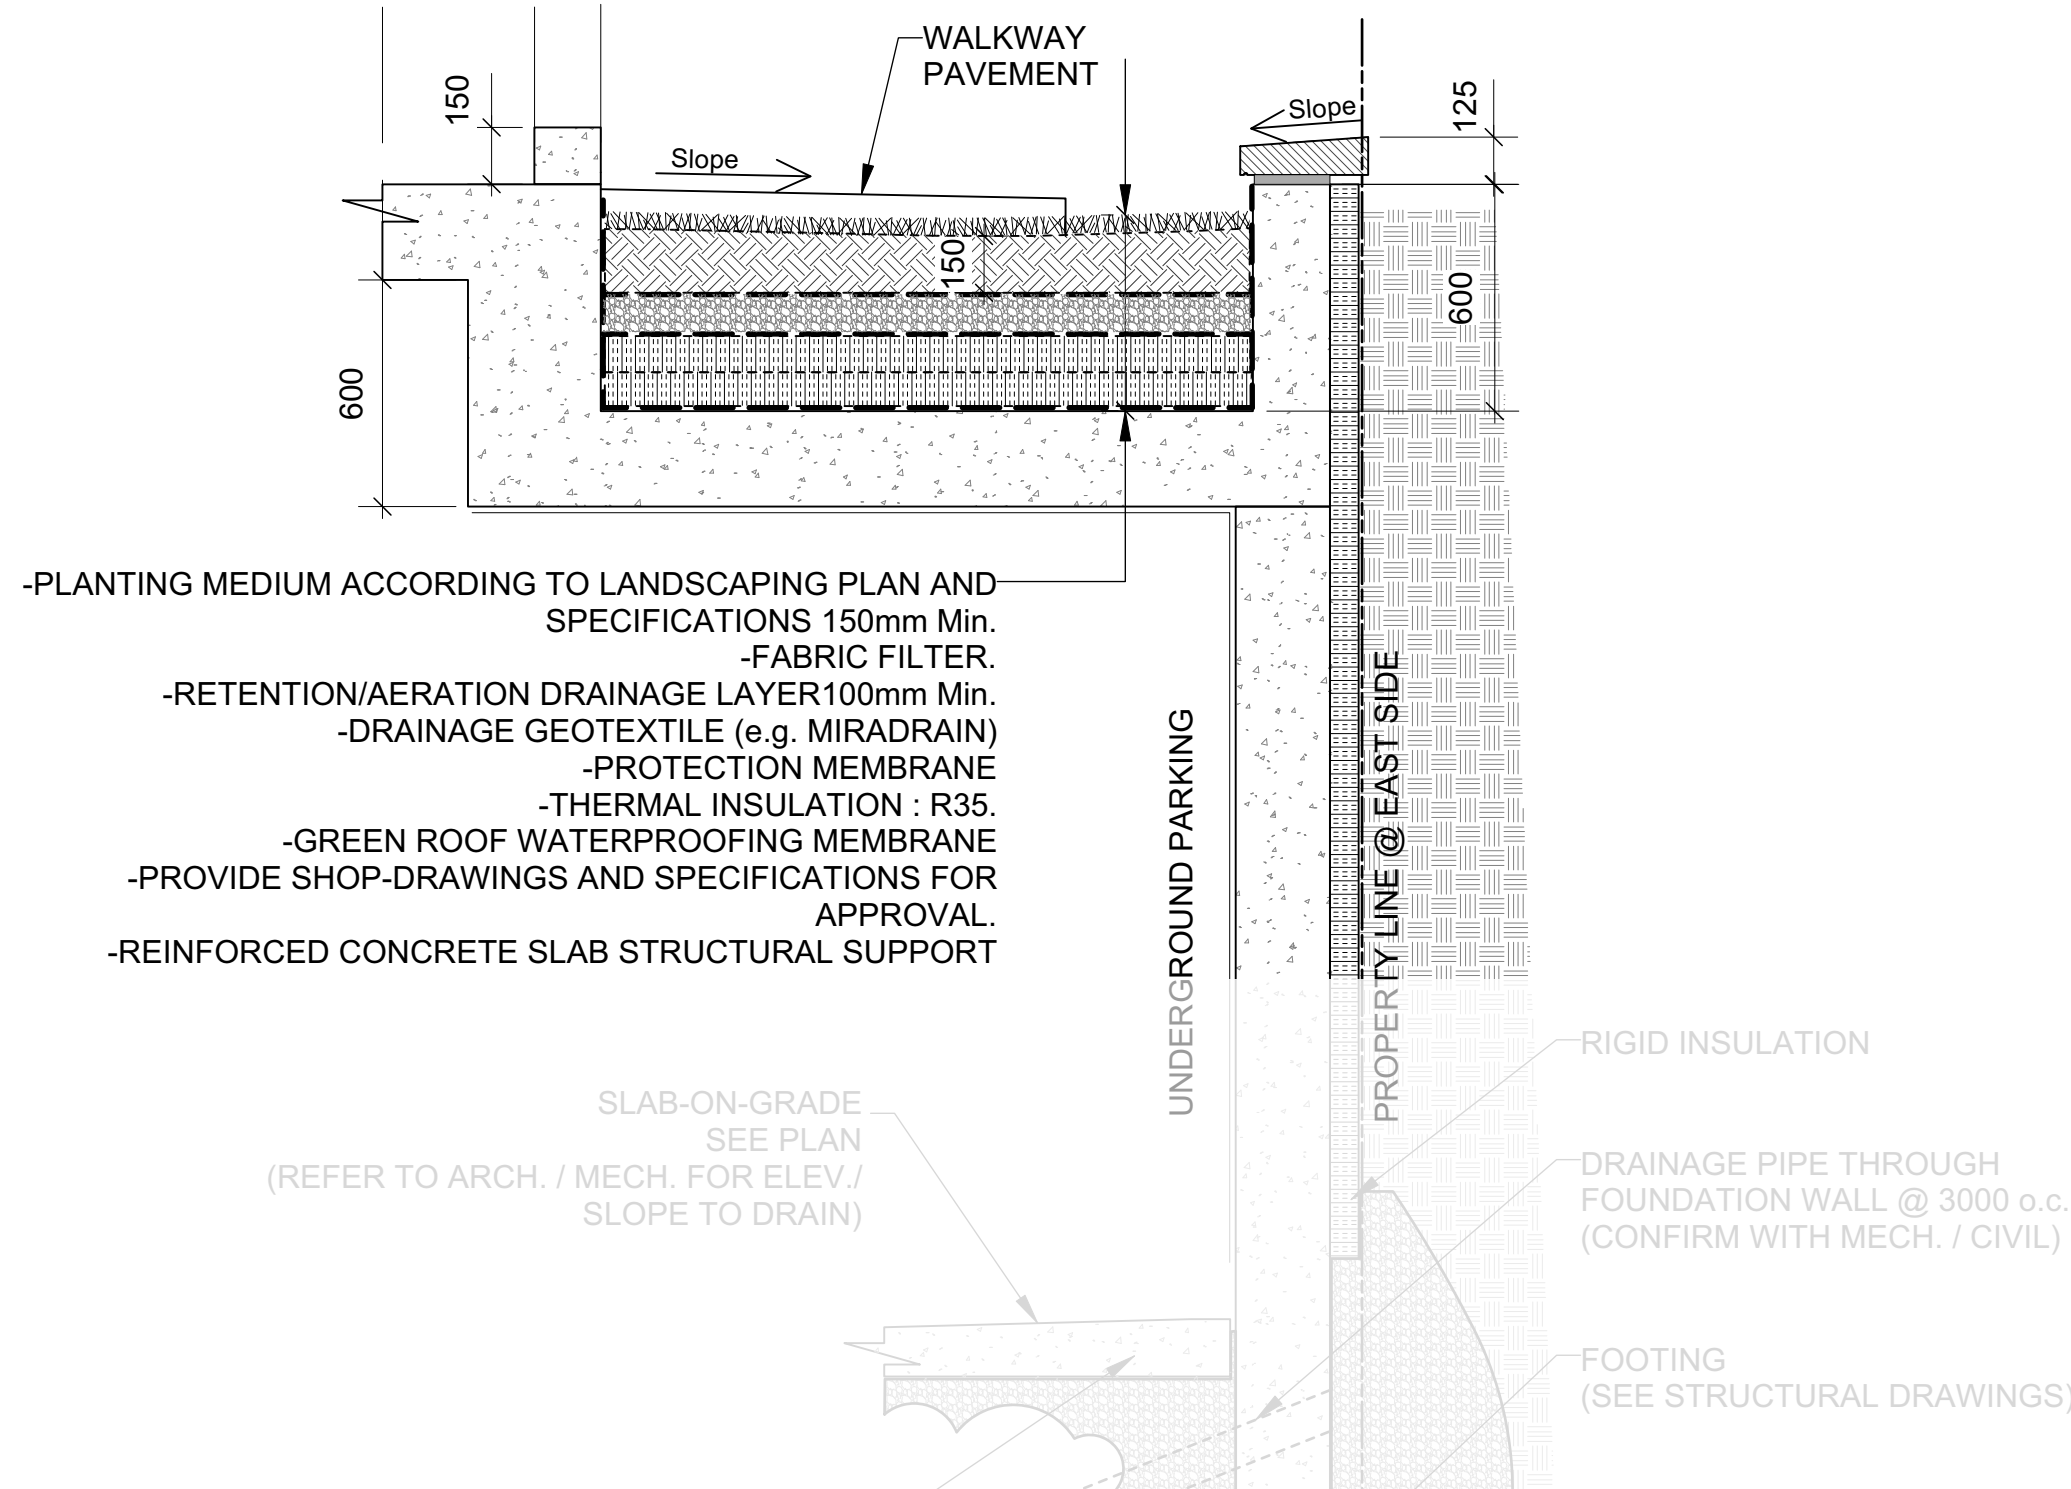 WALKWAY
PAVEMENT
150
Slope
Slope
125
150
600
600
-PLANTING MEDIUM ACCORDING TO LANDSCAPING PLAN AND
SPECIFICATIONS 150mm Min.
-FABRIC FILTER.
-RETENTION/AERATION DRAINAGE LAYER100mm Min.
-DRAINAGE GEOTEXTILE (e.g. MIRADRAIN)
-PROTECTION MEMBRANE
-THERMAL INSULATION : R35.
-GREEN ROOF WATERPROOFING MEMBRANE
-PROVIDE SHOP-DRAWINGS AND SPECIFICATIONS FOR
APPROVAL.
-REINFORCED CONCRETE SLAB STRUCTURAL SUPPORT
UNDERGROUND PARKING
PROPERTY LINE @ EAST SIDE
RIGID INSULATION
SLAB-ON-GRADE
SEE PLAN
(REFER TO ARCH. / MECH. FOR ELEV./
SLOPE TO DRAIN)
DRAINAGE PIPE THROUGH
FOUNDATION WALL @ 3000 o.c.
(CONFIRM WITH MECH. / CIVIL)
FOOTING
(SEE STRUCTURAL DRAWINGS)